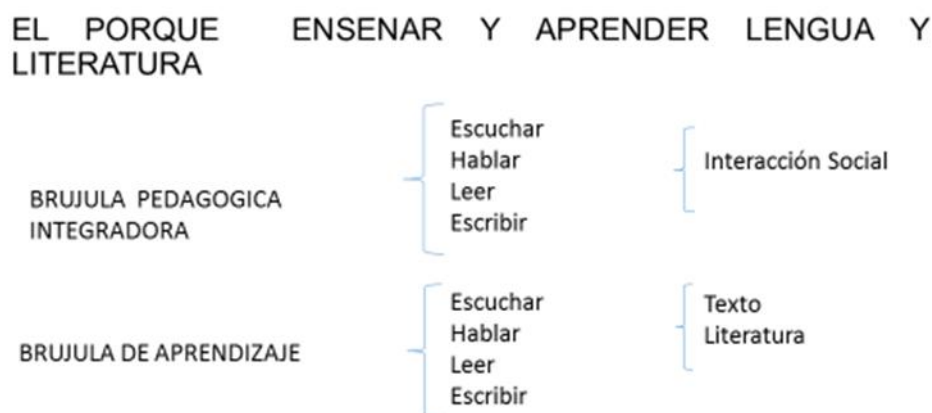 EL PORQUE ENSENAR Y APRENDER LENGUA Y
LITERATURA
BRUJULA PEDAGOGICA
INTEGRADORA
Escuchar
Hablar
Leer
Escribir
Interacción Social
BRUJULA DE APRENDIZAJE
Escuchar
Hablar
Leer
Escribir
Texto
Literatura